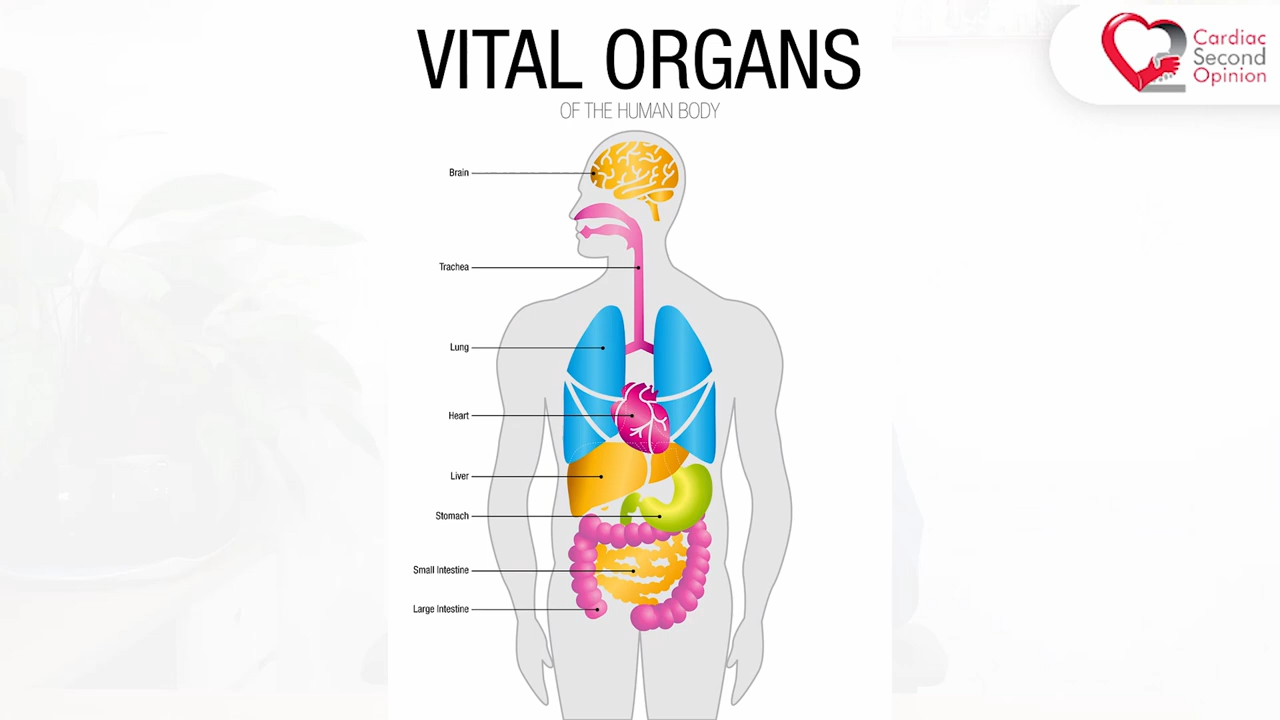 VITAL ORGANS
OF THE HUMAN BODY
Cardiac
Second
Opinion
Brain
Trachea
Lung
Heart
Liver
Stomach
Small Intestine
Large Intestine